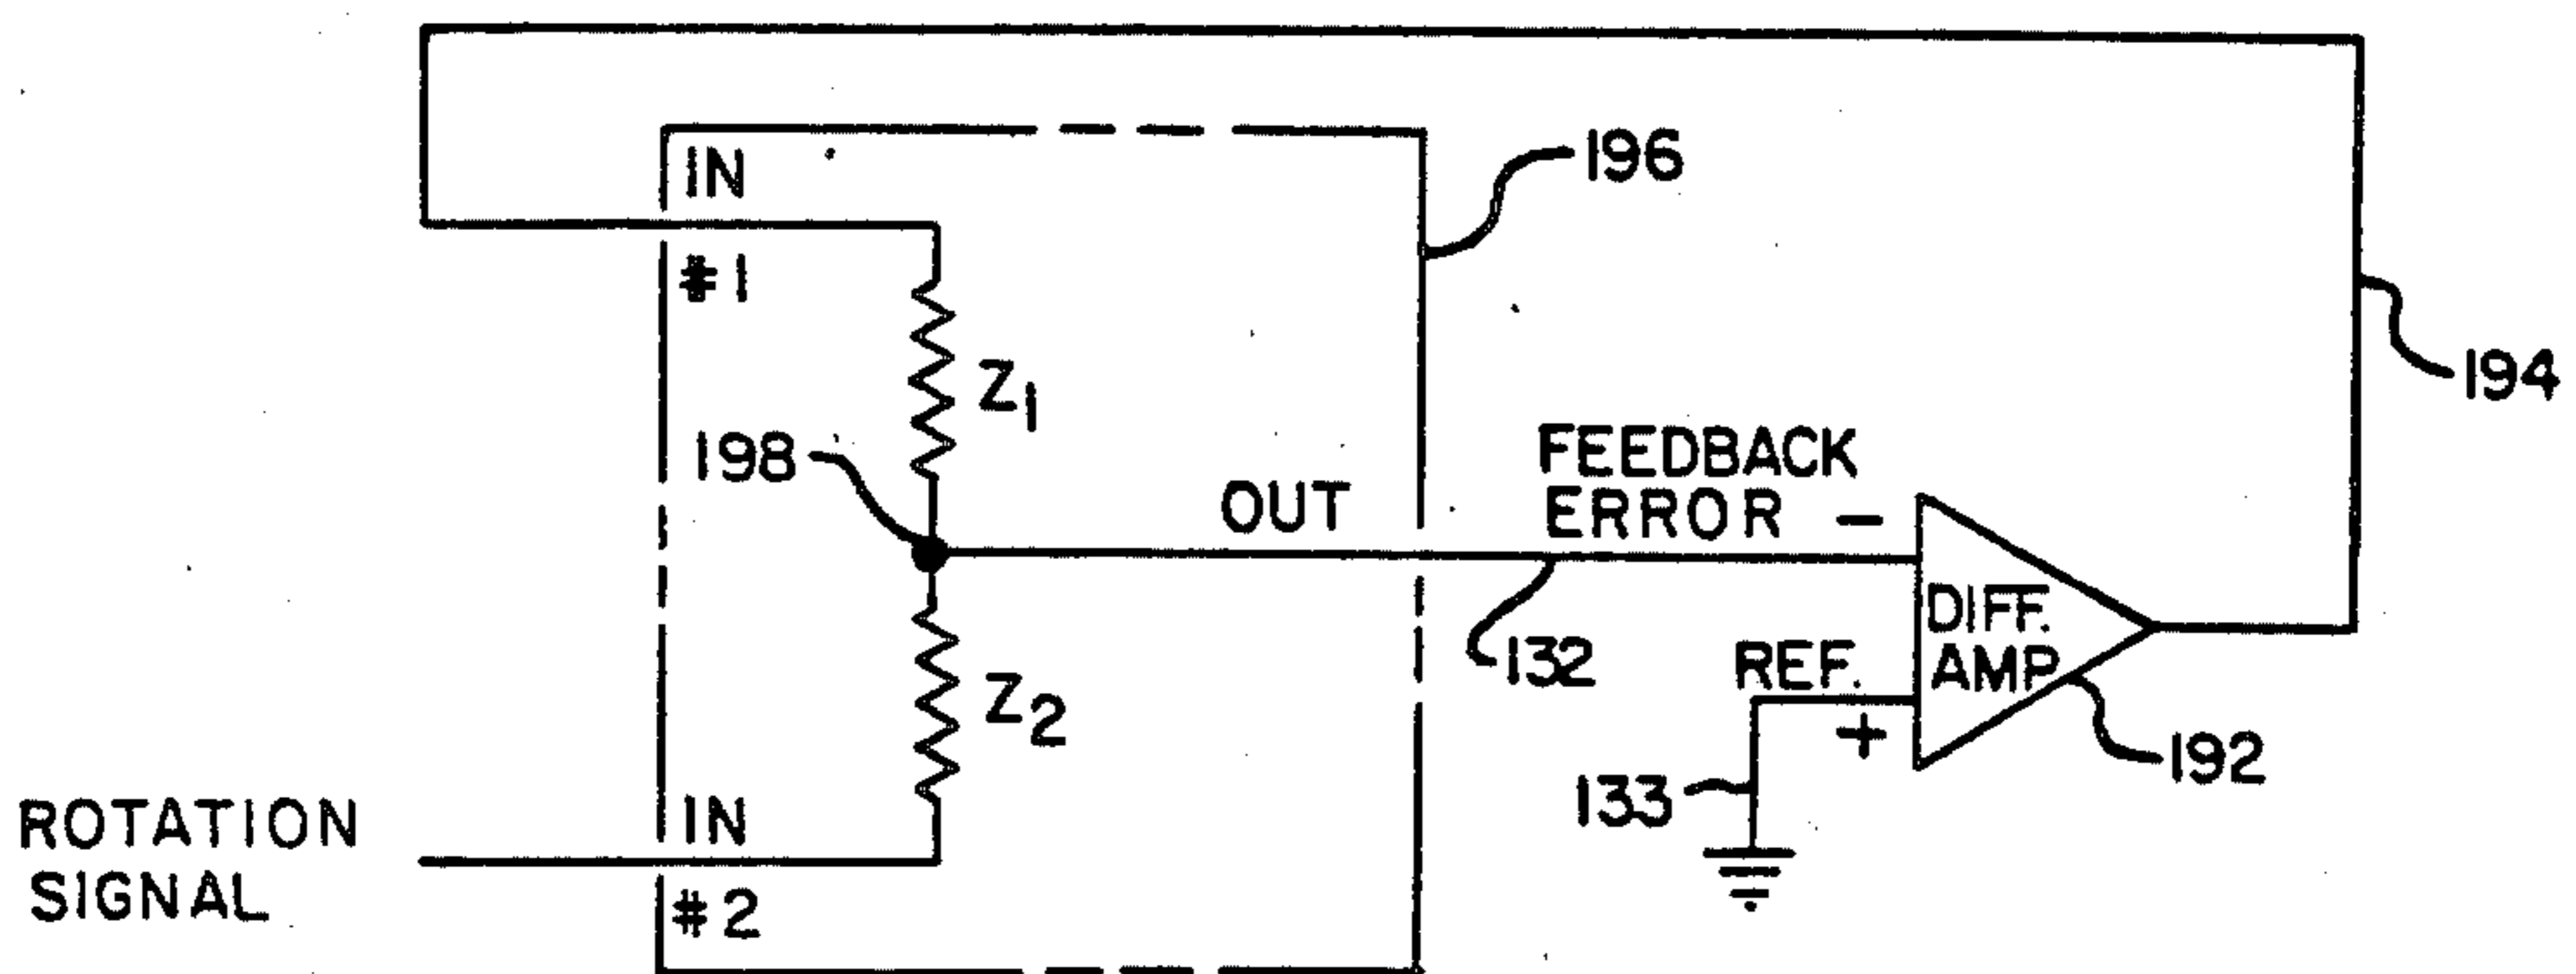 IN
#1
196
Z1
194
198
FEEDBACK
ERROR -
OUT
132
DIFF.
AMP
REF.
+
192
133
Z2
ROTATION
SIGNAL
IN
#2